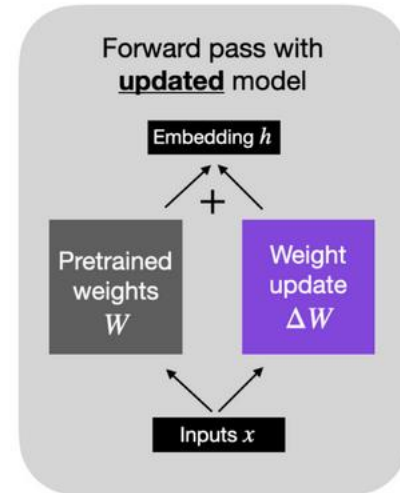 Forward pass with
updated model
Embedding h
+
Pretrained
weights
W
Weight
update
ΔW
Inputs x